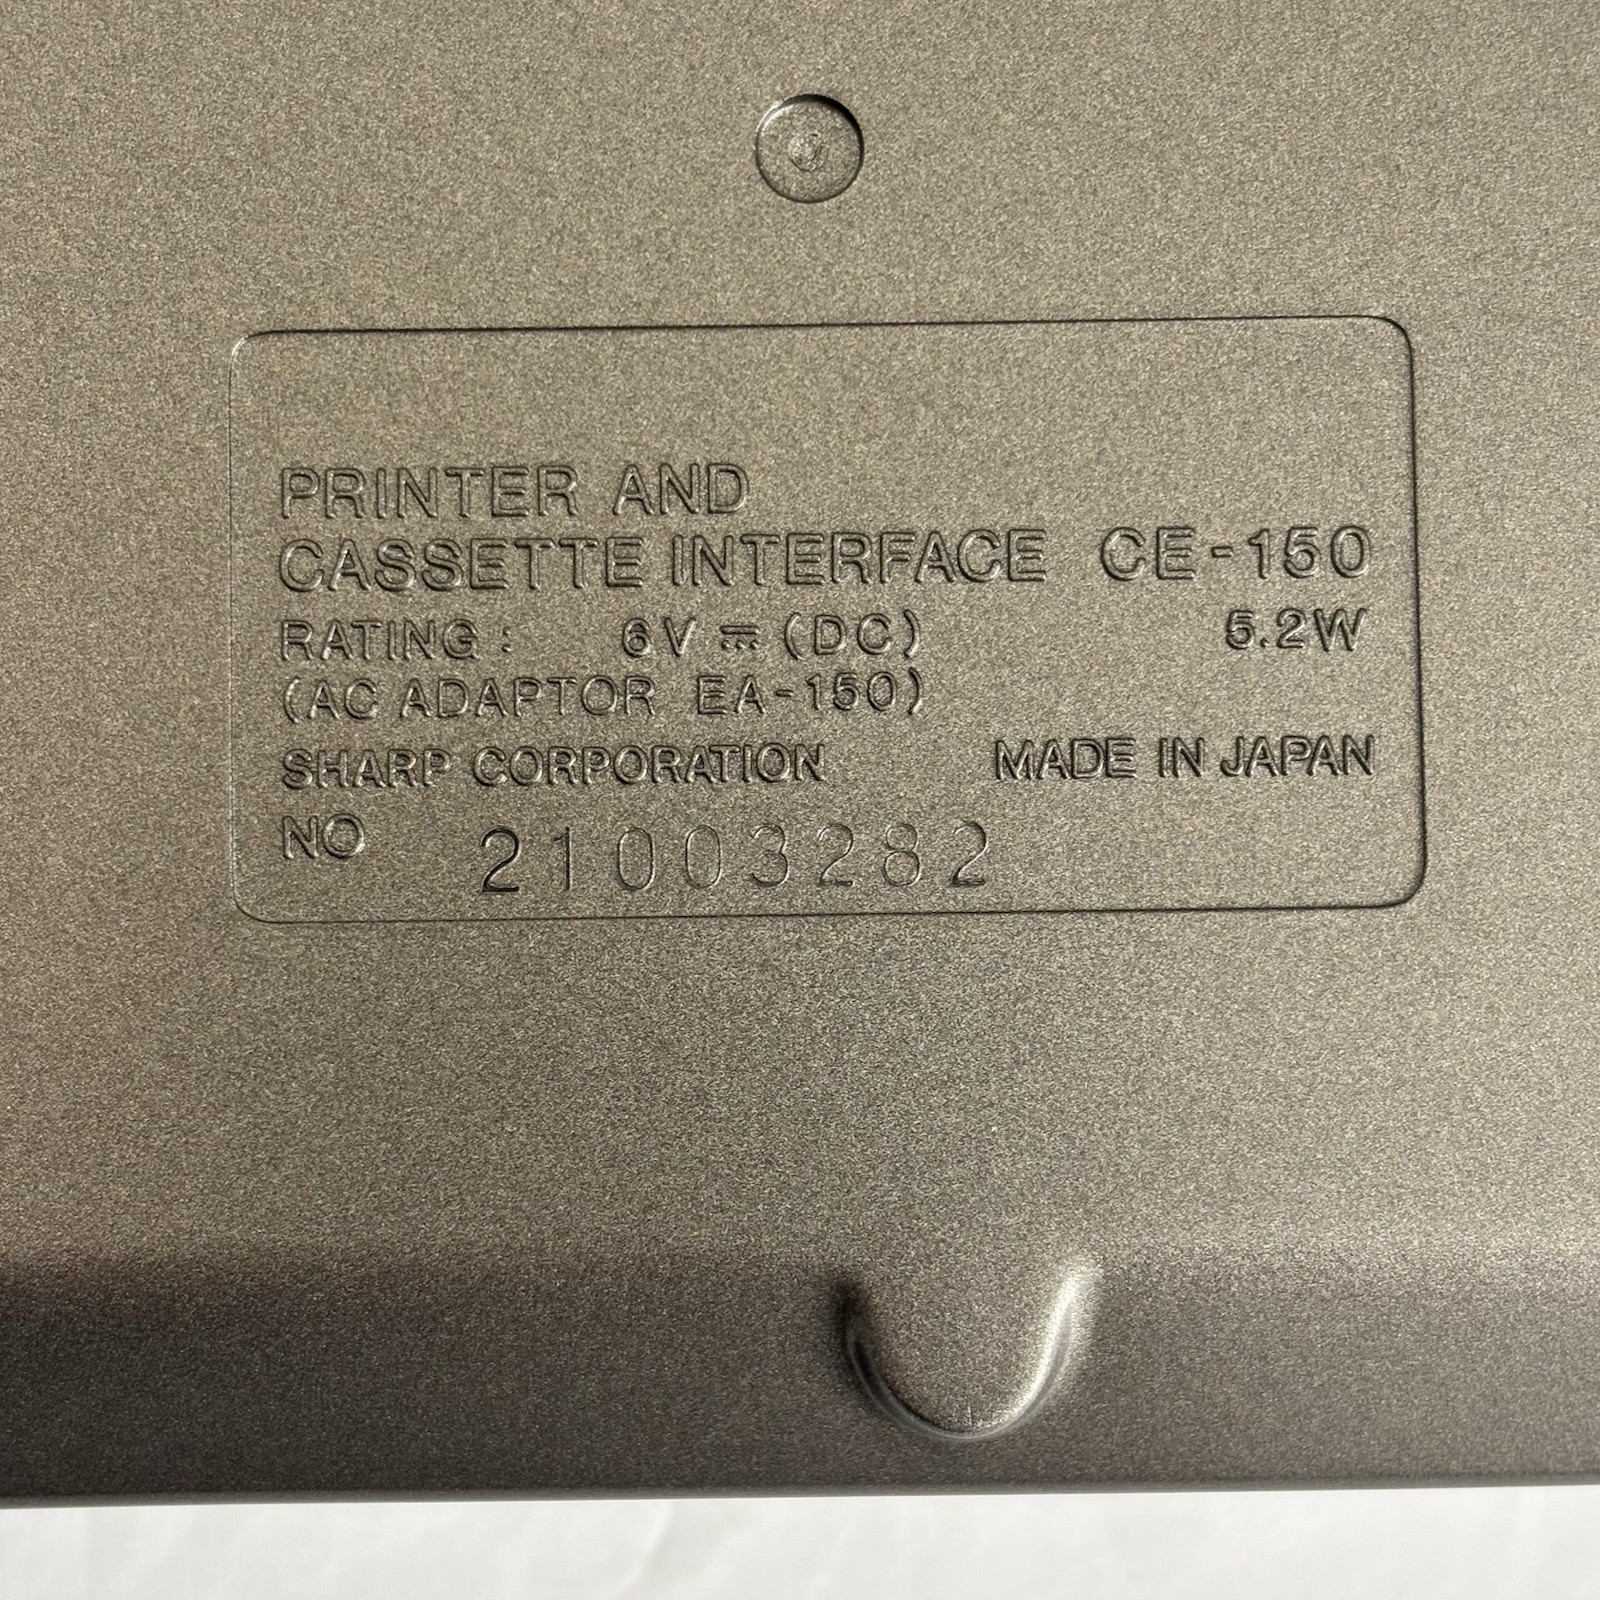 PRINTER AND
CASSETTE INTERFACE CE-150
RATING: 6V ⎓ (DC) 5.2W
(AC ADAPTOR EA-150)
SHARP CORPORATION MADE IN JAPAN
NO 21003282